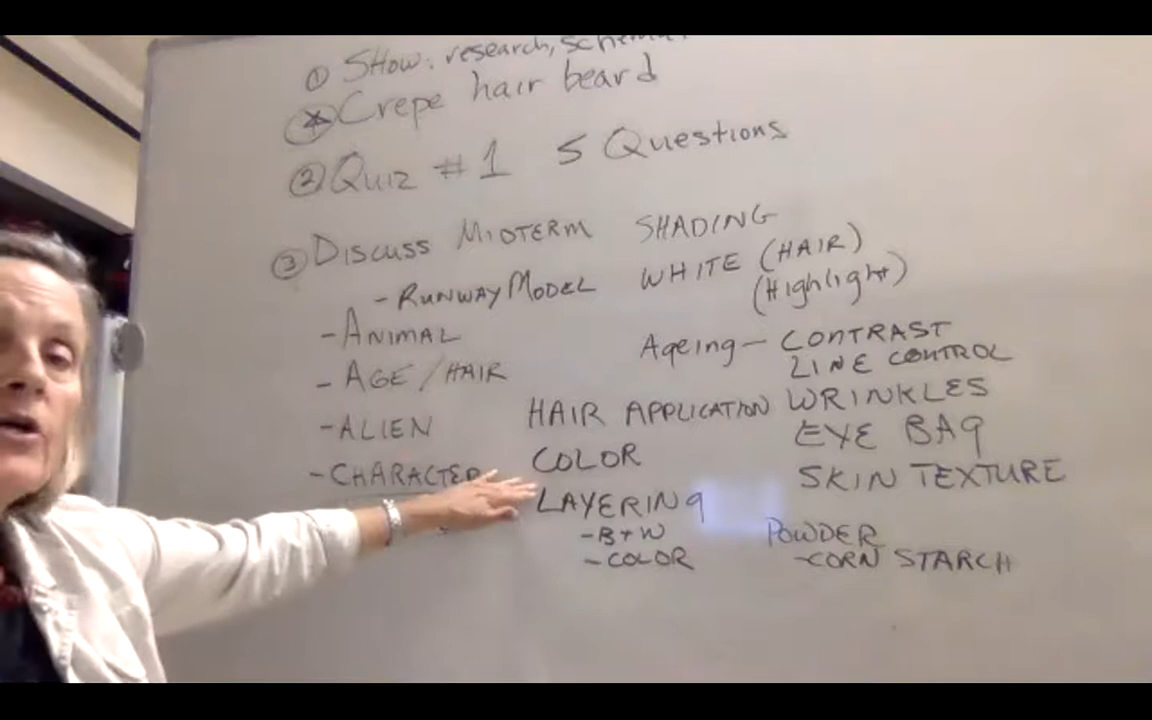 ① SHOW: research, schema
★ Crepe hair beard
② Quiz #1 5 Questions
③ DISCUSS MIDTERM SHADING
- RUNWAY MODEL WHITE (HAIR)
(Highlight)
- ANIMAL
Ageing - CONTRAST
LINE CONTROL
- AGE / HAIR
HAIR APPLICATION WRINKLES
- ALIEN
EYE BAG
COLOR
- CHARACTER
SKIN TEXTURE
LAYERING
- B + W
POWDER
- COLOR
- CORN STARCH